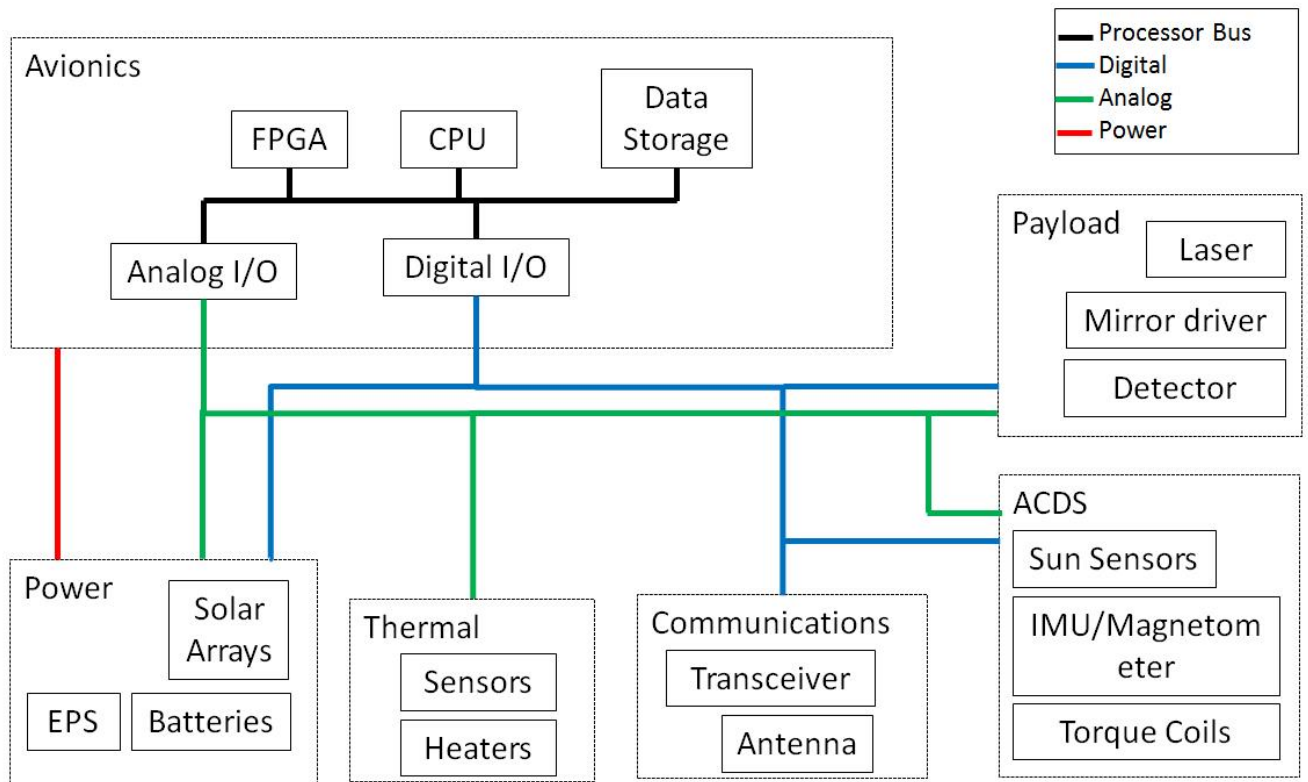 Processor Bus
Digital
Analog
Power
Avionics
FPGA
CPU
Data
Storage
Analog I/O
Digital I/O
Payload
Laser
Mirror driver
Detector
ACDS
Sun Sensors
IMU/Magnetom
eter
Torque Coils
Power
Solar
Arrays
EPS
Batteries
Thermal
Sensors
Heaters
Communications
Transceiver
Antenna